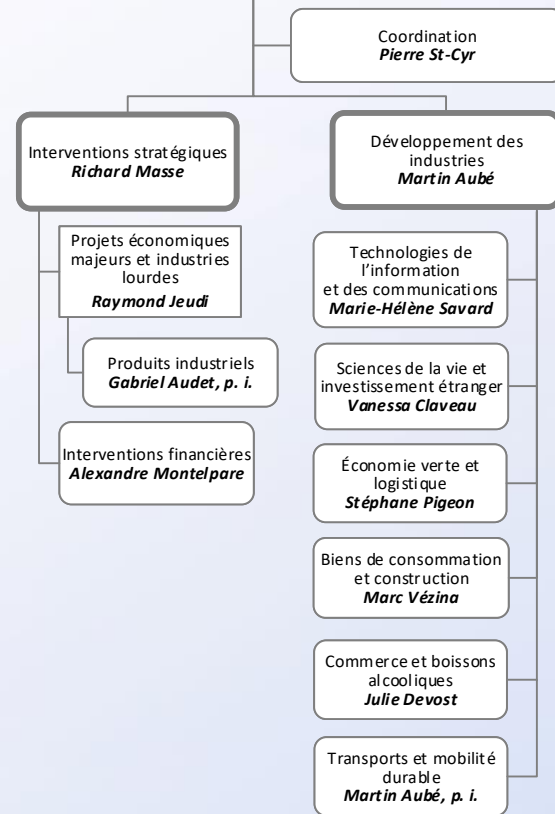 Coordination
Pierre St-Cyr
Interventions stratégiques
Richard Masse
Projets économiques
majeurs et industries
lourdes
Raymond Jeudi
Produits industriels
Gabriel Audet, p. i.
Interventions financières
Alexandre Montelpare
Développement des
industries
Martin Aubé
Technologies de
l’information
et des communications
Marie-Hélène Savard
Sciences de la vie et
investissement étranger
Vanessa Claveau
Économie verte et
logistique
Stéphane Pigeon
Biens de consommation
et construction
Marc Vézina
Commerce et boissons
alcooliques
Julie Devost
Transports et mobilité
durable
Martin Aubé, p. i.